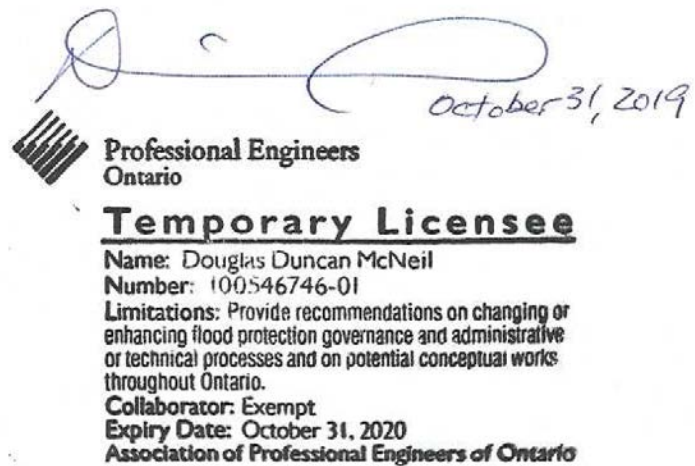 October 31, 2019
Professional Engineers
Ontario
Temporary Licensee
Name: Douglas Duncan McNeil
Number: 100546746-01
Limitations: Provide recommendations on changing or
enhancing flood protection governance and administrative
or technical processes and on potential conceptual works
throughout Ontario.
Collaborator: Exempt
Expiry Date: October 31, 2020
Association of Professional Engineers of Ontario